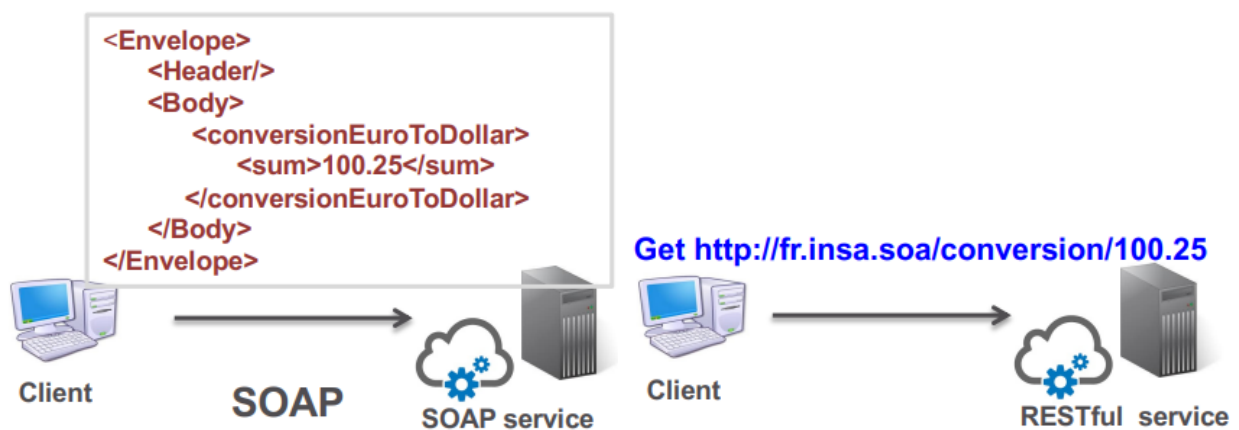 <Envelope>
<Header/>
<Body>
<conversionEuroToDollar>
<sum>100.25</sum>
</conversionEuroToDollar>
</Body>
</Envelope>
Client
SOAP
SOAP service
Get http://fr.insa.soa/conversion/100.25
Client
RESTful service